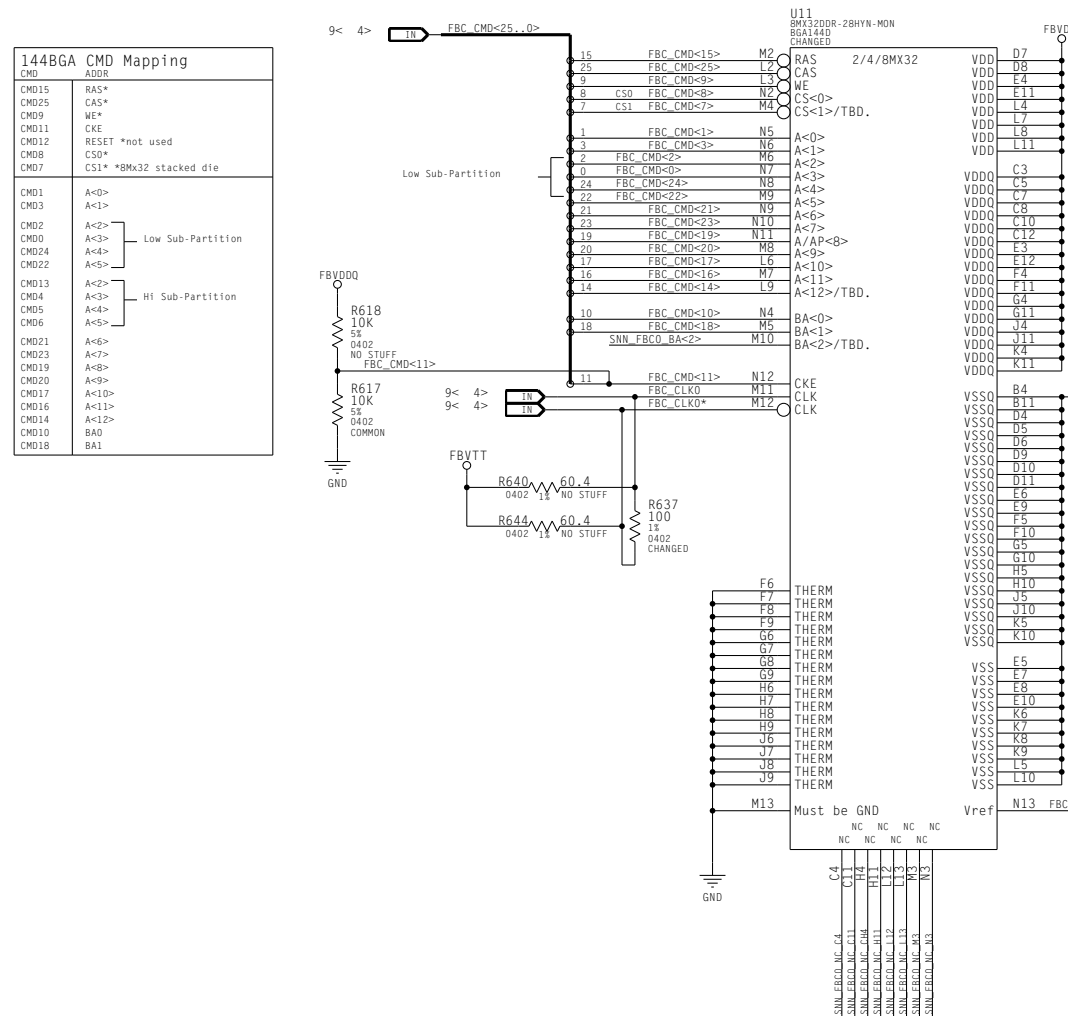 144BGA CMD Mapping
CMD ADDR
CMD15 RAS*
CMD25 CAS*
CMD9 WE*
CMD11 CKE
CMD12 RESET *not used
CMD8 CS0*
CMD7 CS1* *8Mx32 stacked die
CMD1 A<0>
CMD3 A<1>
CMD2 A<2>
CMD0 A<3>
CMD24 A<4>
CMD22 A<5>
Low Sub-Partition
CMD13 A<2>
CMD4 A<3>
CMD5 A<4>
CMD6 A<5>
Hi Sub-Partition
CMD21 A<6>
CMD23 A<7>
CMD19 A<8>
CMD20 A<9>
CMD17 A<10>
CMD16 A<11>
CMD14 A<12>
CMD10 BA0
CMD18 BA1
9< 4> IN FBC_CMD<25..0>
U11
8MX32DDR-28HYN-MON
BGA144D
CHANGED
2/4/8MX32
15 FBC_CMD<15> M2 RAS
25 FBC_CMD<25> L2 CAS
9 FBC_CMD<9> L3 WE
8 CS0 FBC_CMD<8> N2 CS<0>
7 CS1 FBC_CMD<7> M4 CS<1>/TBD.
1 FBC_CMD<1> N5 A<0>
3 FBC_CMD<3> N6 A<1>
2 FBC_CMD<2> M6 A<2>
0 FBC_CMD<0> N7 A<3>
24 FBC_CMD<24> N8 A<4>
22 FBC_CMD<22> M9 A<5>
Low Sub-Partition
21 FBC_CMD<21> N9 A<6>
23 FBC_CMD<23> N10 A<7>
19 FBC_CMD<19> N11 A/AP<8>
20 FBC_CMD<20> M8 A<9>
17 FBC_CMD<17> L6 A<10>
16 FBC_CMD<16> M7 A<11>
14 FBC_CMD<14> L9 A<12>/TBD.
10 FBC_CMD<10> N4 BA<0>
18 FBC_CMD<18> M5 BA<1>
SNN_FBC0_BA<2> M10 BA<2>/TBD.
11 FBC_CMD<11> N12 CKE
9< 4> IN FBC_CLK0 M11 CLK
9< 4> IN FBC_CLK0* M12 CLK
FBVDDQ
R618
10K
5%
0402
NO STUFF
FBC_CMD<11>
R617
10K
5%
0402
COMMON
GND
FBVTT
R640 60.4
0402 1% NO STUFF
R644 60.4
0402 1% NO STUFF
R637
100
1%
0402
CHANGED
F6 THERM
F7 THERM
F8 THERM
F9 THERM
G6 THERM
G7 THERM
G8 THERM
G9 THERM
H6 THERM
H7 THERM
H8 THERM
H9 THERM
J6 THERM
J7 THERM
J8 THERM
J9 THERM
M13 Must be GND
GND
FBVD
VDD D7
VDD D8
VDD E4
VDD E11
VDD L4
VDD L7
VDD L8
VDD L11
VDDQ C3
VDDQ C5
VDDQ C7
VDDQ C8
VDDQ C10
VDDQ C12
VDDQ E3
VDDQ E12
VDDQ F4
VDDQ F11
VDDQ G4
VDDQ G11
VDDQ J4
VDDQ J11
VDDQ K4
VDDQ K11
VSSQ B4
VSSQ B11
VSSQ D4
VSSQ D5
VSSQ D6
VSSQ D9
VSSQ D10
VSSQ D11
VSSQ E6
VSSQ E9
VSSQ F5
VSSQ F10
VSSQ G5
VSSQ G10
VSSQ H5
VSSQ H10
VSSQ J5
VSSQ J10
VSSQ K5
VSSQ K10
VSS E5
VSS E7
VSS E8
VSS E10
VSS K6
VSS K7
VSS K8
VSS K9
VSS L5
VSS L10
Vref N13 FBC
NC NC NC NC
NC NC NC NC
C4 SNN_FBC0_NC_C4
C11 SNN_FBC0_NC_C11
H4 SNN_FBC0_NC_CH4
H11 SNN_FBC0_NC_H11
L12 SNN_FBC0_NC_L12
L13 SNN_FBC0_NC_L13
M3 SNN_FBC0_NC_M3
N3 SNN_FBC0_NC_N3